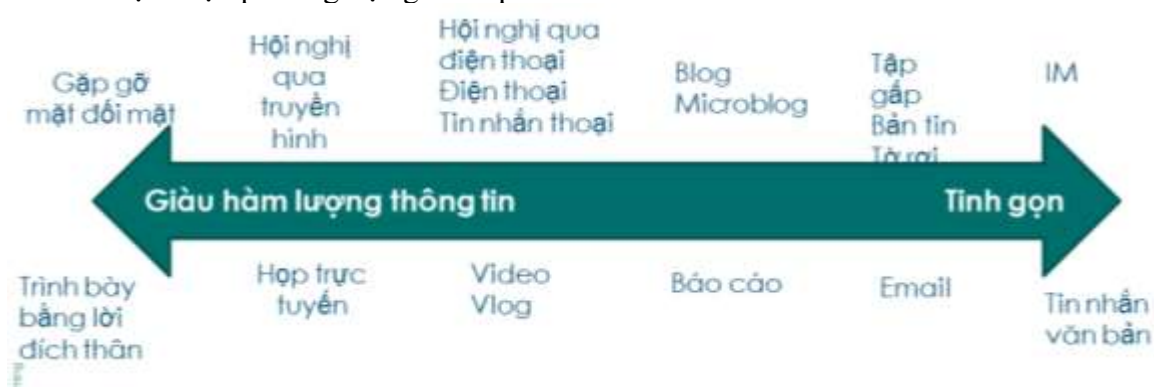 Gặp gỡ
mặt đối mặt
Hội nghị
qua
truyền
hình
Hội nghị qua
điện thoại
Điện thoại
Tin nhắn thoại
Blog
Microblog
Tập
gấp
Bản tin
Tờ rơi
IM
Giàu hàm lượng thông tin
Tinh gọn
Trình bày
bằng lời
đích thân
Họp trực
tuyến
Video
Vlog
Báo cáo
Email
Tin nhắn
văn bản